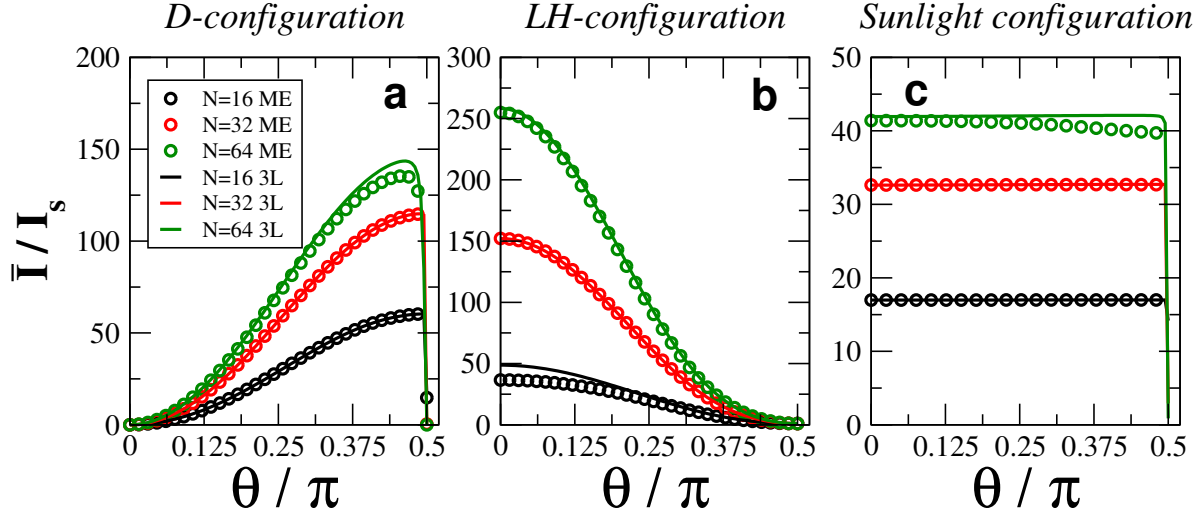 D-configuration
LH-configuration
Sunlight configuration
Ī / I_s
200
150
100
50
0
a
N=16 ME
N=32 ME
N=64 ME
N=16 3L
N=32 3L
N=64 3L
0
0.125
0.25
0.375
0.5
θ / π
300
250
200
150
100
50
0
b
0
0.125
0.25
0.375
0.5
θ / π
50
40
30
20
10
0
c
0
0.125
0.25
0.375
0.5
θ / π